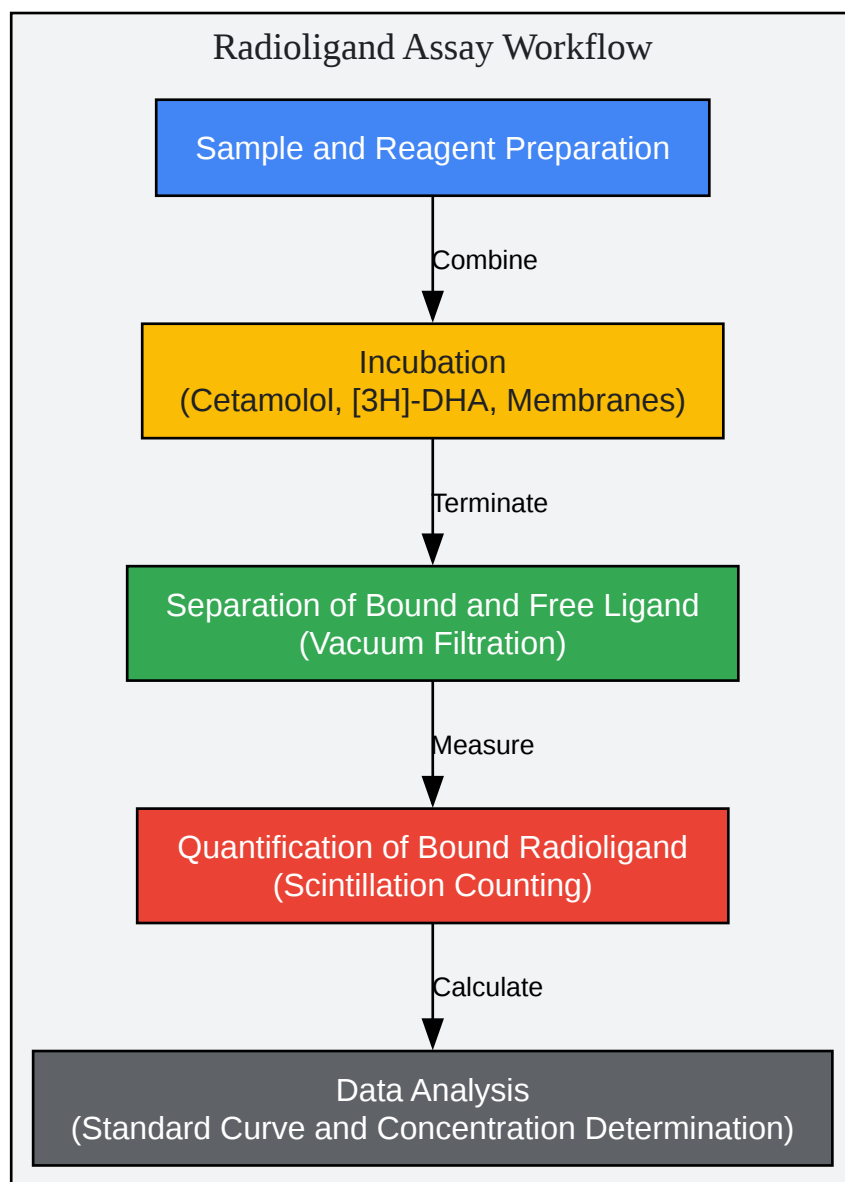 Radioligand Assay Workflow
Sample and Reagent Preparation
Combine
Incubation
(Cetamolol, [3H]-DHA, Membranes)
Terminate
Separation of Bound and Free Ligand
(Vacuum Filtration)
Measure
Quantification of Bound Radioligand
(Scintillation Counting)
Calculate
Data Analysis
(Standard Curve and Concentration Determination)